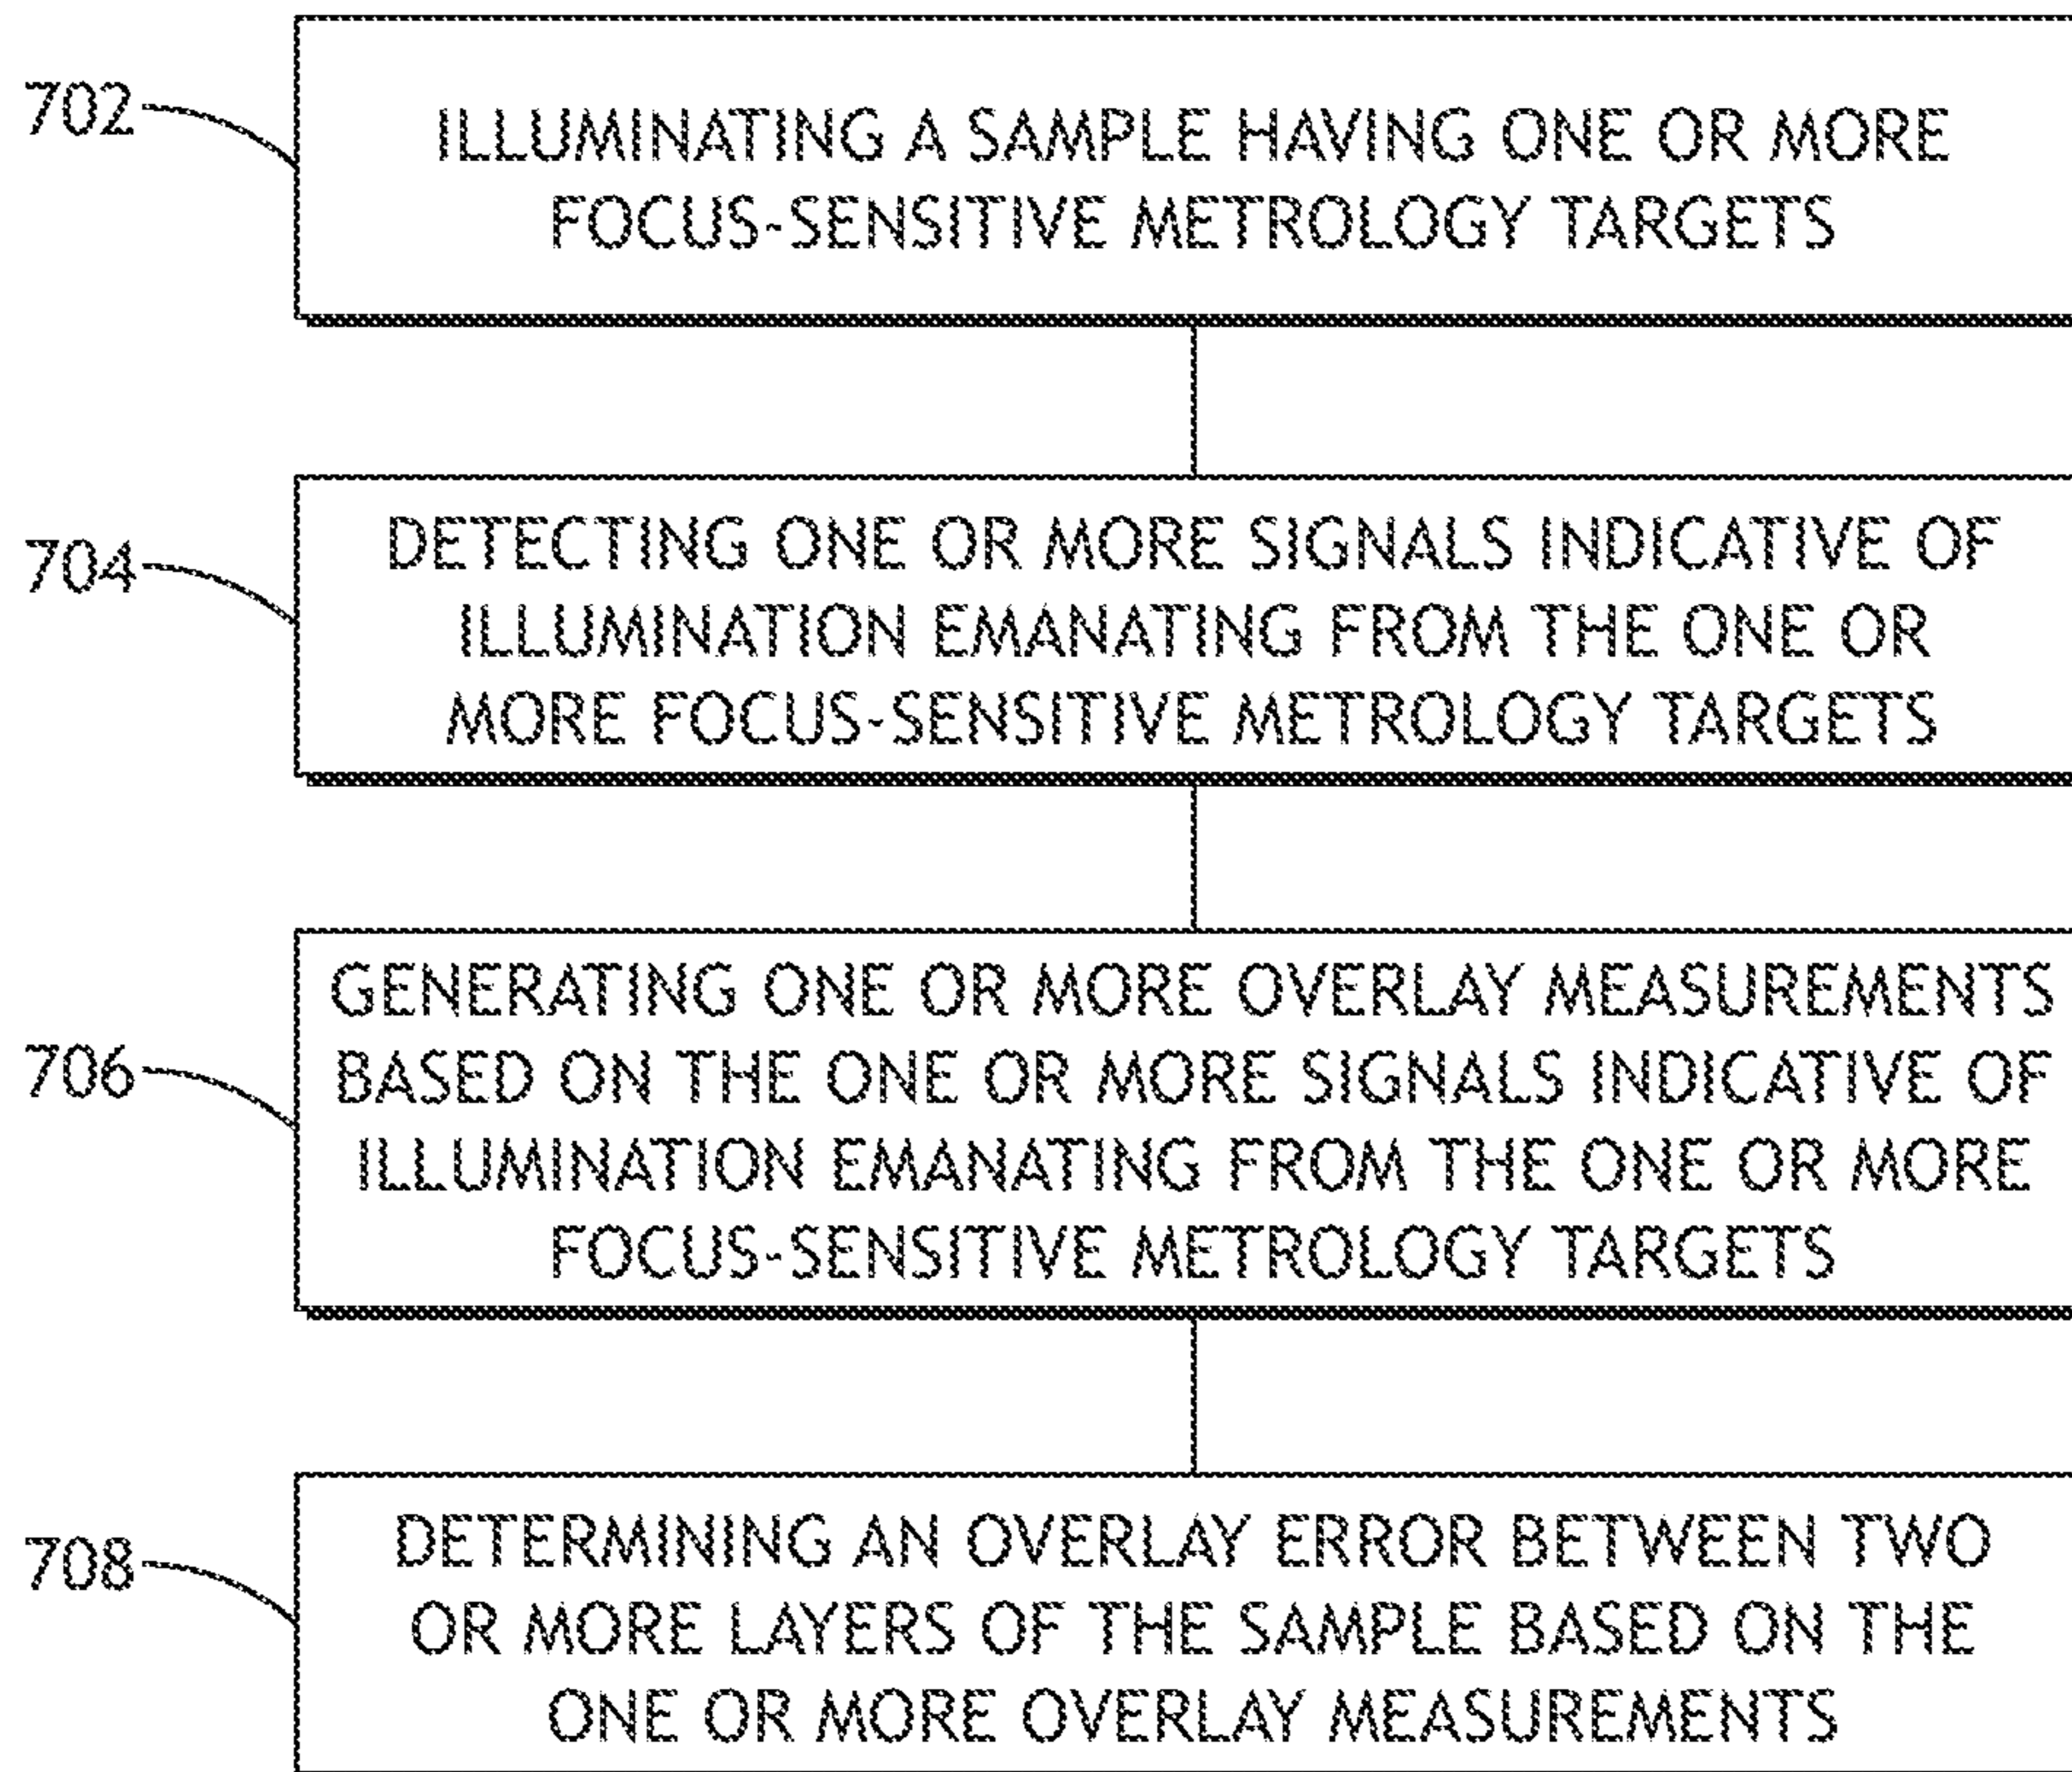 702
ILLUMINATING A SAMPLE HAVING ONE OR MORE
FOCUS-SENSITIVE METROLOGY TARGETS
704
DETECTING ONE OR MORE SIGNALS INDICATIVE OF
ILLUMINATION EMANATING FROM THE ONE OR
MORE FOCUS-SENSITIVE METROLOGY TARGETS
706
GENERATING ONE OR MORE OVERLAY MEASUREMENTS
BASED ON THE ONE OR MORE SIGNALS INDICATIVE OF
ILLUMINATION EMANATING FROM THE ONE OR MORE
FOCUS-SENSITIVE METROLOGY TARGETS
708
DETERMINING AN OVERLAY ERROR BETWEEN TWO
OR MORE LAYERS OF THE SAMPLE BASED ON THE
ONE OR MORE OVERLAY MEASUREMENTS